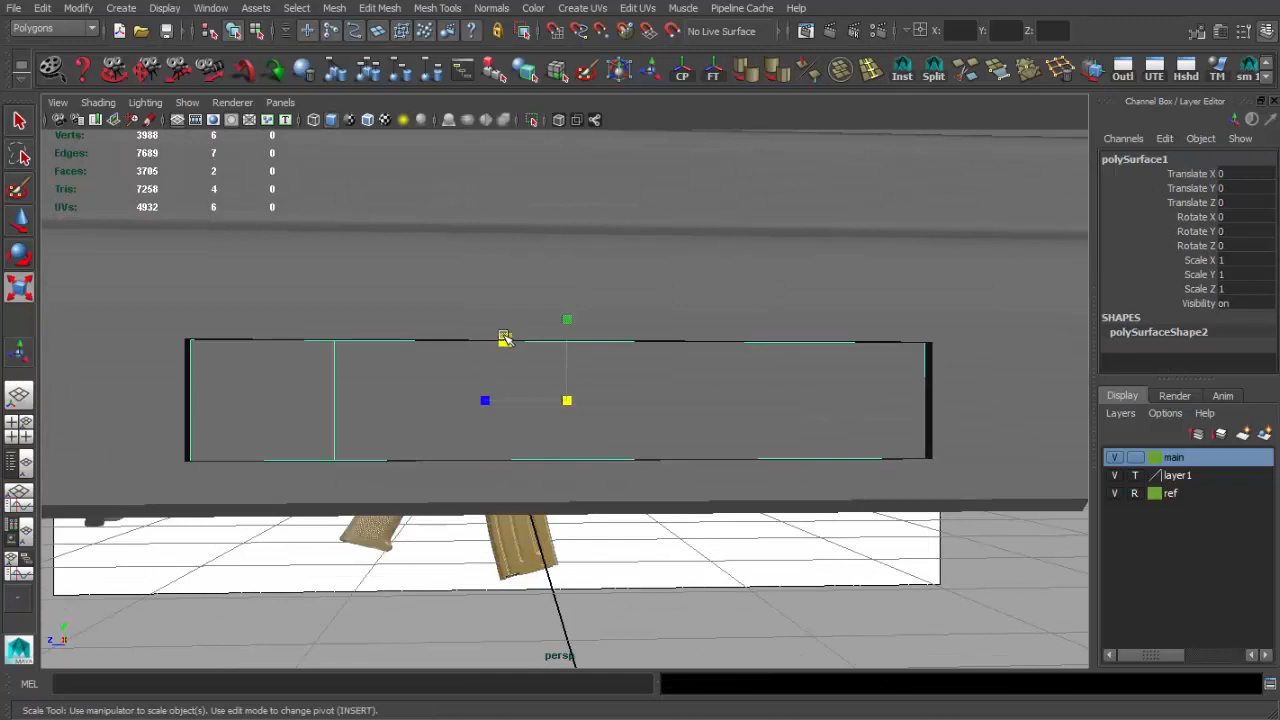 File Edit Modify Create Display Window Assets Select Mesh Edit Mesh Mesh Tools Normals Color Create UVs Edit UVs Muscle Pipeline Cache Help
Polygons No Live Surface X: Y: Z:
CP FT Inst Split Outl UTE Hshd TM sm 1
View Shading Lighting Show Renderer Panels
Channel Box / Layer Editor
Channels Edit Object Show
Verts: 3988 6 0
Edges: 7689 7 0
Faces: 3705 2 0
Tris: 7258 4 0
UVs: 4932 6 0
polySurface1
Translate X 0
Translate Y 0
Translate Z 0
Rotate X 0
Rotate Y 0
Rotate Z 0
Scale X 1
Scale Y 1
Scale Z 1
Visibility on
SHAPES
polySurfaceShape2
Display Render Anim
Layers Options Help
V main
V T layer1
V R ref
z y
persp
MAYA
MEL
Scale Tool: Use manipulator to scale object(s). Use edit mode to change pivot (INSERT).